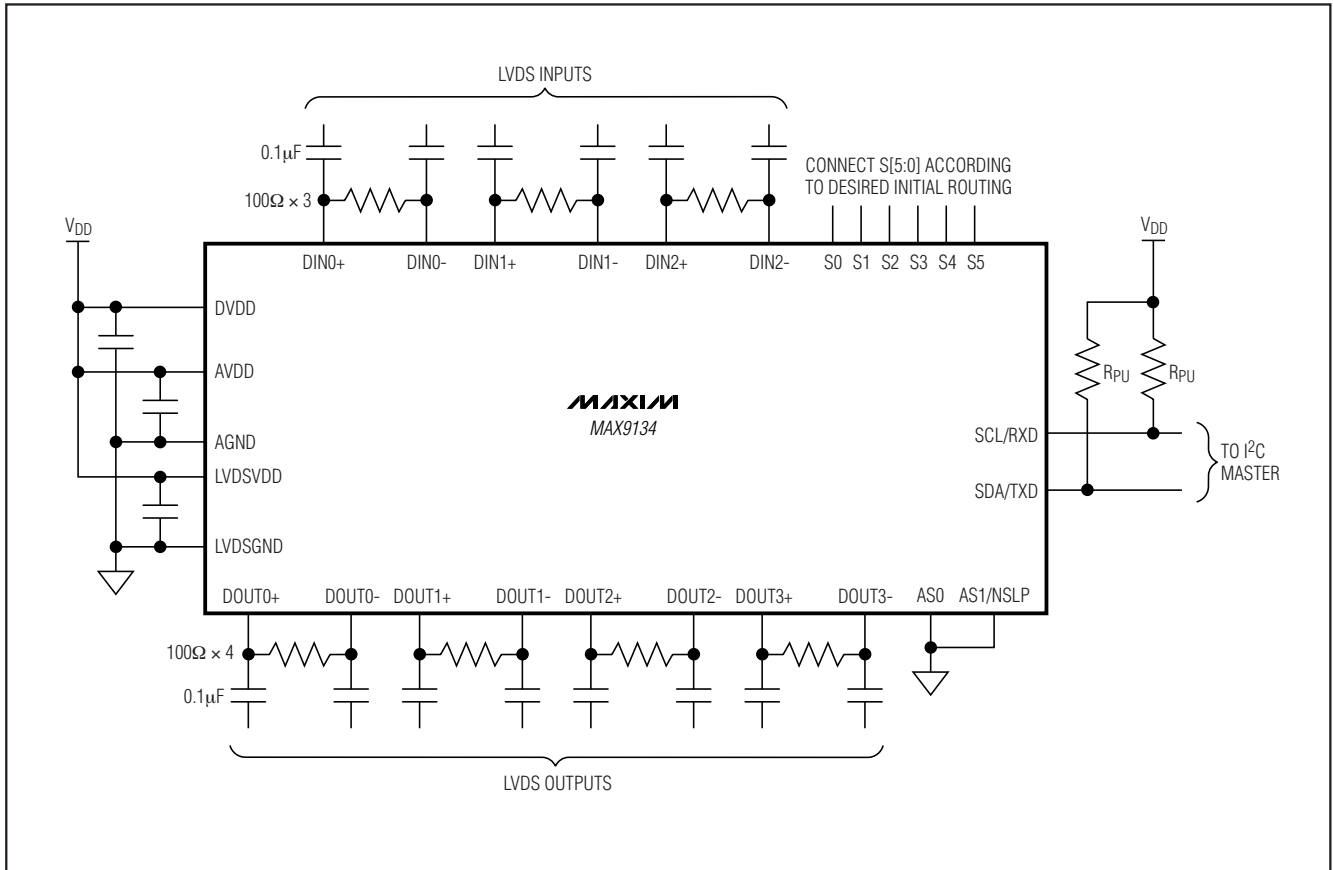 LVDS INPUTS
0.1µF
CONNECT S[5:0] ACCORDING
TO DESIRED INITIAL ROUTING
100Ω × 3
VDD
VDD
DIN0+ DIN0- DIN1+ DIN1- DIN2+ DIN2- S0 S1 S2 S3 S4 S5
DVDD
AVDD
RPU RPU
MAXIM
MAX9134
AGND
SCL/RXD
TO I²C
MASTER
LVDSVDD
SDA/TXD
LVDSGND
DOUT0+ DOUT0- DOUT1+ DOUT1- DOUT2+ DOUT2- DOUT3+ DOUT3- AS0 AS1/NSLP
100Ω × 4
0.1µF
LVDS OUTPUTS